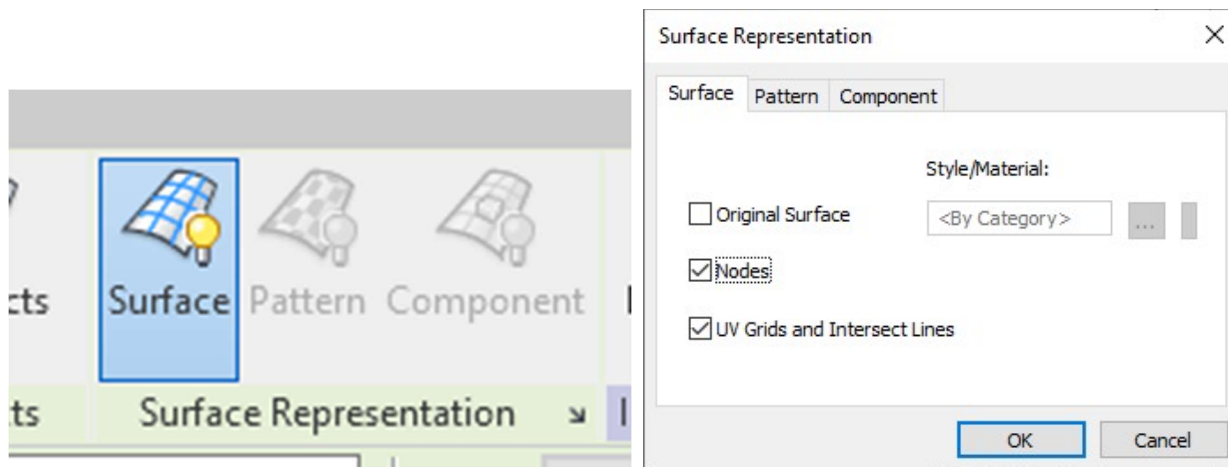 cts
Surface Pattern Component
ts
Surface Representation
Surface Representation
Surface Pattern Component
Style/Material:
Original Surface
<By Category>
...
Nodes
UV Grids and Intersect Lines
OK
Cancel